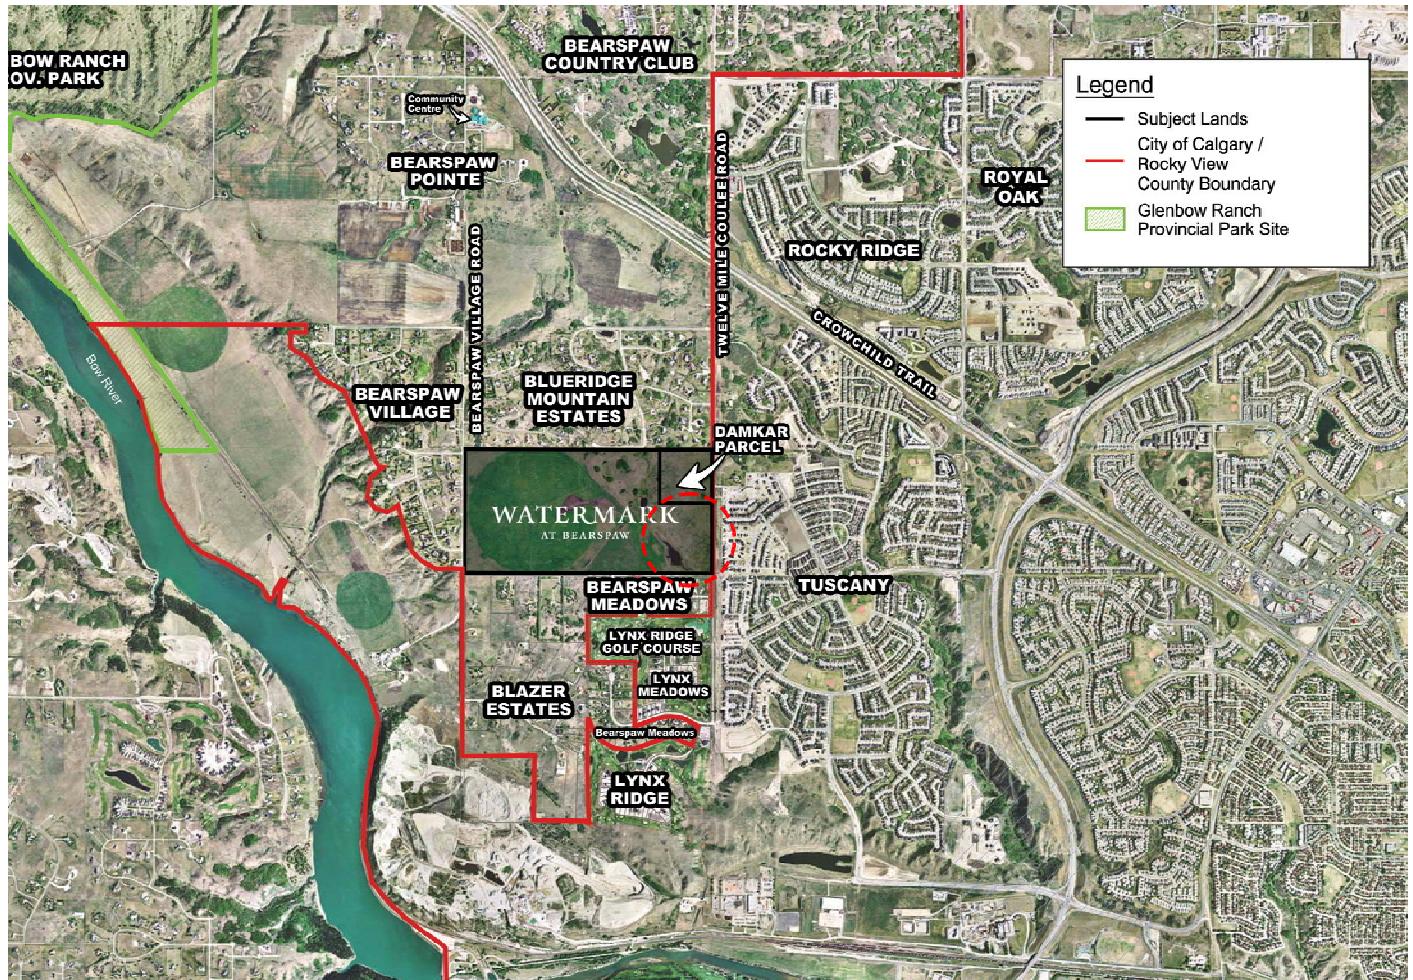 BOW RANCH
OV. PARK
BEARSPAW
COUNTRY CLUB
Community
Centre
BEARSPAW
POINTE
BEARSPAW VILLAGE ROAD
TWELVE MILE COULEE ROAD
ROYAL
OAK
ROCKY RIDGE
CROWCHILD TRAIL
Legend
Subject Lands
City of Calgary /
Rocky View
County Boundary
Glenbow Ranch
Provincial Park Site
Bow River
BEARSPAW
VILLAGE
BLUERIDGE
MOUNTAIN
ESTATES
DAMKAR
PARCEL
WATERMARK
AT BEARSPAW
BEARSPAW
MEADOWS
TUSCANY
LYNX RIDGE
GOLF COURSE
LYNX
MEADOWS
BLAZER
ESTATES
Bearspaw Meadows
LYNX
RIDGE